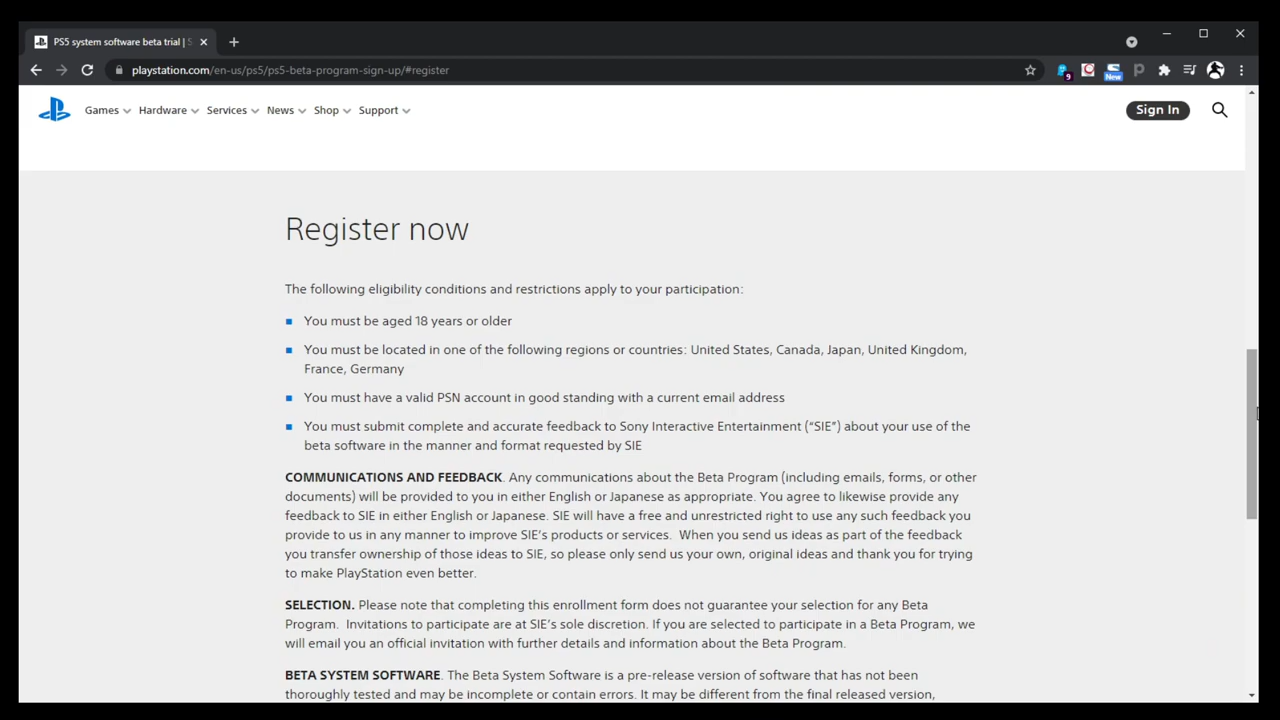 PS5 system software beta trial | S
playstation.com/en-us/ps5/ps5-beta-program-sign-up/#register
9
New
Games Hardware Services News Shop Support
Sign In
Register now
The following eligibility conditions and restrictions apply to your participation:
You must be aged 18 years or older
You must be located in one of the following regions or countries: United States, Canada, Japan, United Kingdom,
France, Germany
You must have a valid PSN account in good standing with a current email address
You must submit complete and accurate feedback to Sony Interactive Entertainment (“SIE”) about your use of the
beta software in the manner and format requested by SIE
COMMUNICATIONS AND FEEDBACK. Any communications about the Beta Program (including emails, forms, or other
documents) will be provided to you in either English or Japanese as appropriate. You agree to likewise provide any
feedback to SIE in either English or Japanese. SIE will have a free and unrestricted right to use any such feedback you
provide to us in any manner to improve SIE’s products or services.  When you send us ideas as part of the feedback
you transfer ownership of those ideas to SIE, so please only send us your own, original ideas and thank you for trying
to make PlayStation even better.
SELECTION. Please note that completing this enrollment form does not guarantee your selection for any Beta
Program.  Invitations to participate are at SIE’s sole discretion. If you are selected to participate in a Beta Program, we
will email you an official invitation with further details and information about the Beta Program.
BETA SYSTEM SOFTWARE. The Beta System Software is a pre-release version of software that has not been
thoroughly tested and may be incomplete or contain errors. It may be different from the final released version,